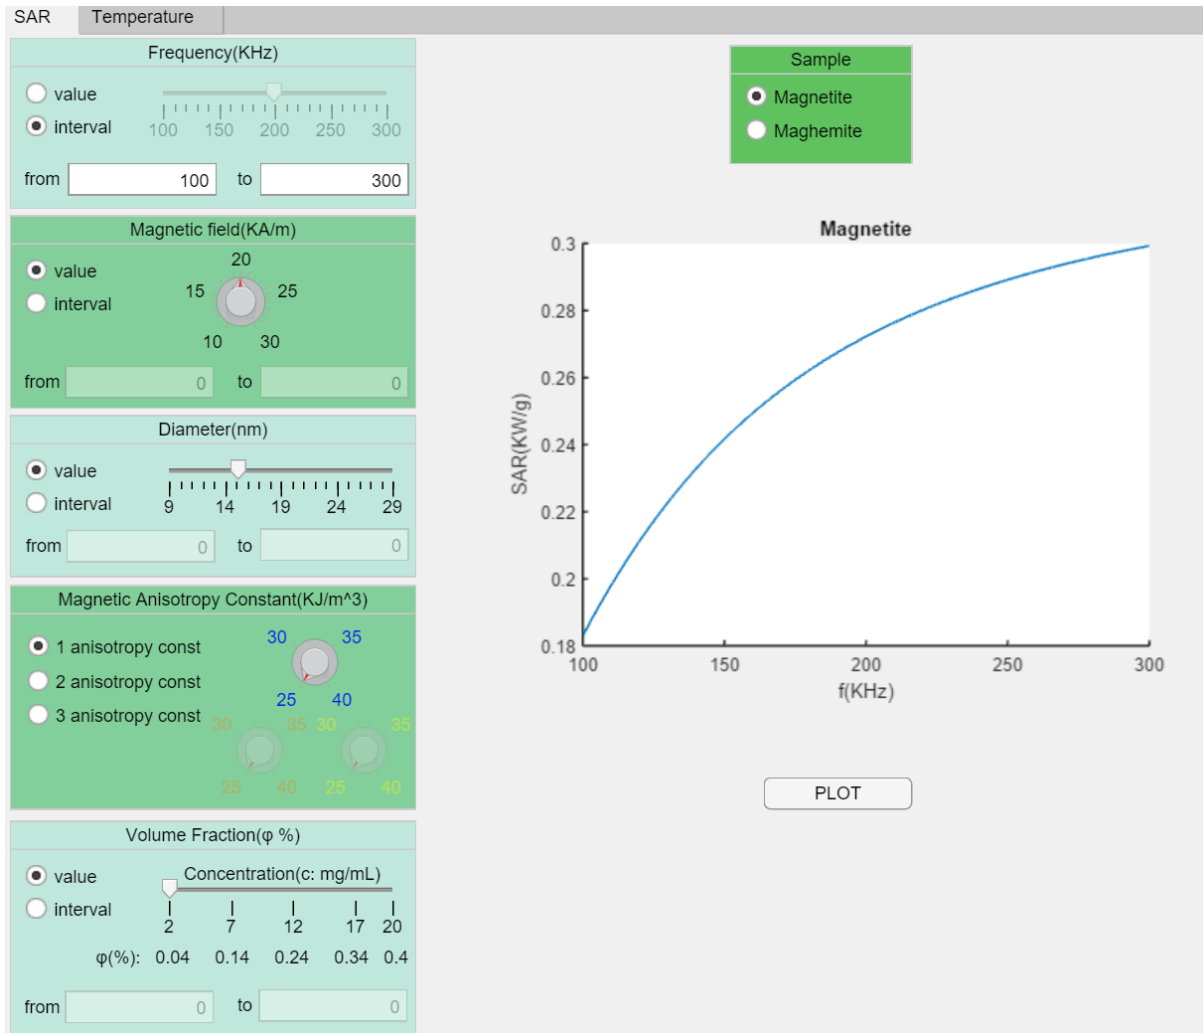 SAR Temperature
Frequency(KHz)
value
interval
100 150 200 250 300
from 100 to 300
Magnetic field(KA/m)
value
interval
20
15 25
10 30
from 0 to 0
Diameter(nm)
value
interval
9 14 19 24 29
from 0 to 0
Magnetic Anisotropy Constant(KJ/m^3)
1 anisotropy const
2 anisotropy const
3 anisotropy const
30 35
25 40
30 35 30 35
25 40 25 40
Volume Fraction(φ %)
value
interval
Concentration(c: mg/mL)
2 7 12 17 20
φ(%): 0.04 0.14 0.24 0.34 0.4
from 0 to 0
Sample
Magnetite
Maghemite
Magnetite
SAR(KW/g)
0.3
0.28
0.26
0.24
0.22
0.2
0.18
100 150 200 250 300
f(KHz)
PLOT